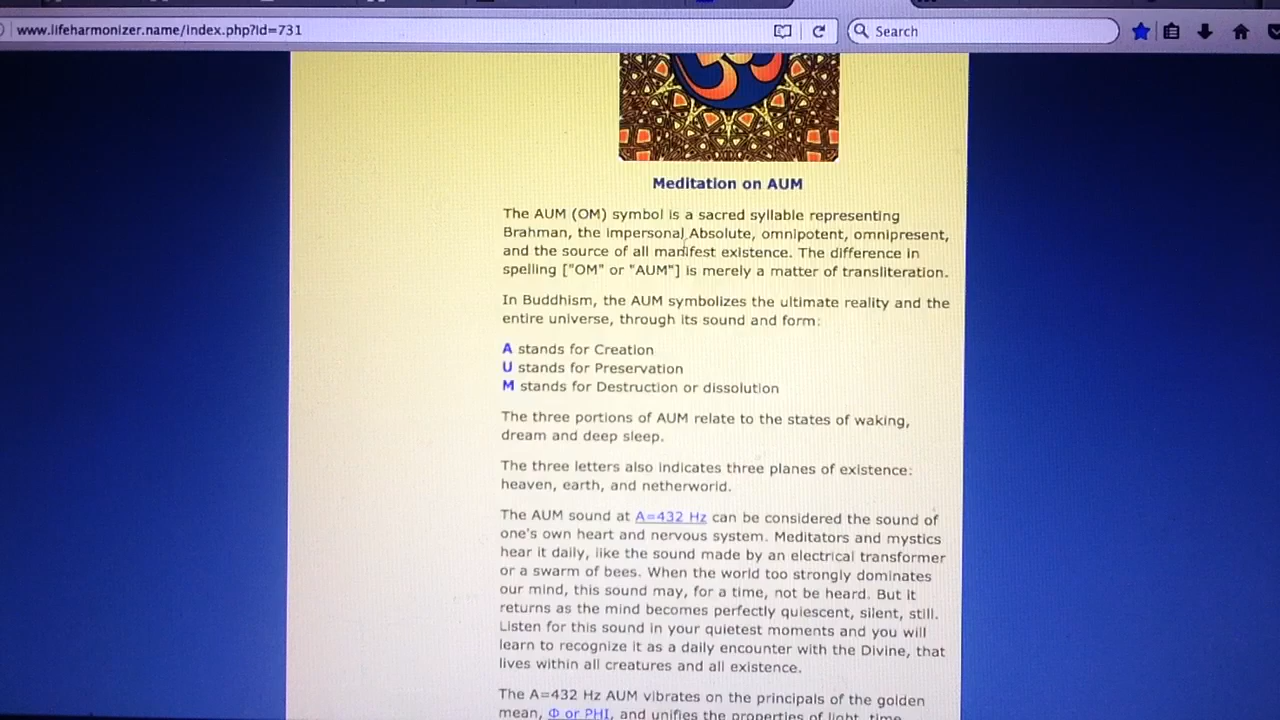 www.lifeharmonizer.name/index.php?id=731
Search
Meditation on AUM
The AUM (OM) symbol is a sacred syllable representing
Brahman, the impersonal Absolute, omnipotent, omnipresent,
and the source of all manifest existence. The difference in
spelling ["OM" or "AUM"] is merely a matter of transliteration.
In Buddhism, the AUM symbolizes the ultimate reality and the
entire universe, through its sound and form:
A stands for Creation
U stands for Preservation
M stands for Destruction or dissolution
The three portions of AUM relate to the states of waking,
dream and deep sleep.
The three letters also indicates three planes of existence:
heaven, earth, and netherworld.
The AUM sound at A=432 Hz can be considered the sound of
one's own heart and nervous system. Meditators and mystics
hear it daily, like the sound made by an electrical transformer
or a swarm of bees. When the world too strongly dominates
our mind, this sound may, for a time, not be heard. But it
returns as the mind becomes perfectly quiescent, silent, still.
Listen for this sound in your quietest moments and you will
learn to recognize it as a daily encounter with the Divine, that
lives within all creatures and all existence.
The A=432 Hz AUM vibrates on the principals of the golden
mean, Φ or PHI, and unifies the properties of light, time,